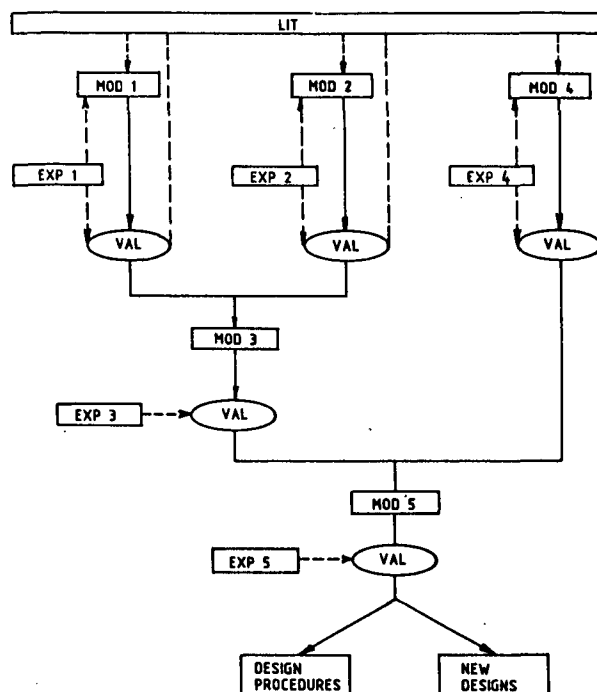 LIT
MOD 1
MOD 2
MOD 4
EXP 1
EXP 2
EXP 4
VAL
VAL
VAL
MOD 3
EXP 3
VAL
MOD 5
EXP 5
VAL
DESIGN
PROCEDURES
NEW
DESIGNS